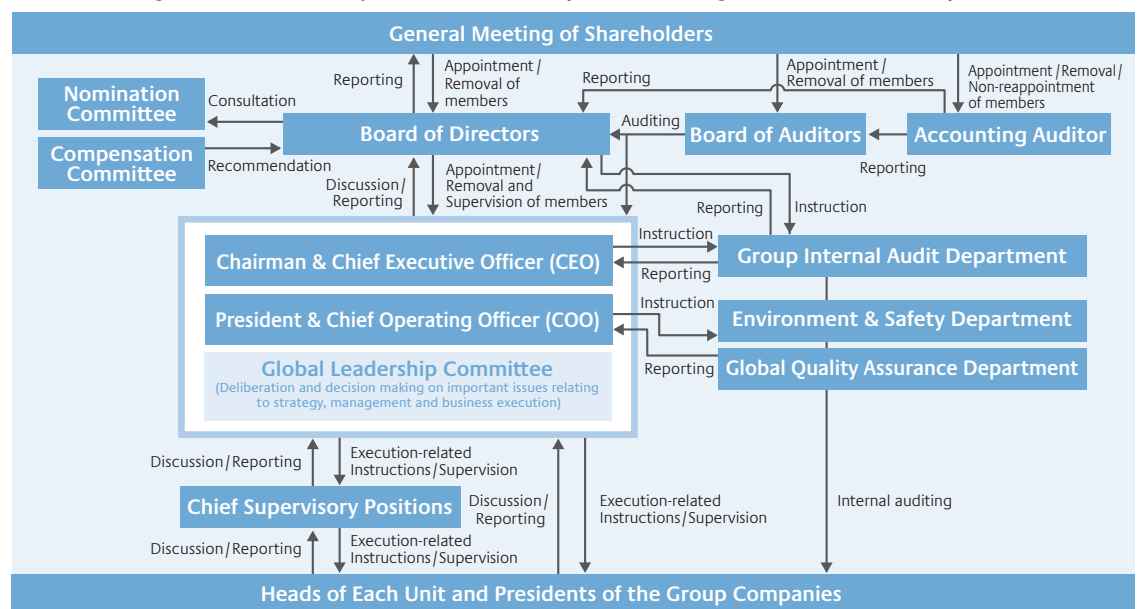 General Meeting of Shareholders
Reporting
Appointment/
Removal of
members
Reporting
Appointment/
Removal of members
Appointment/Removal/
Non-reappointment
of members
Nomination
Committee
Consultation
Board of Directors
Auditing
Board of Auditors
Accounting Auditor
Compensation
Committee
Recommendation
Reporting
Discussion/
Reporting
Appointment/
Removal and
Supervision of members
Reporting
Instruction
Chairman & Chief Executive Officer (CEO)
Instruction
Reporting
Group Internal Audit Department
President & Chief Operating Officer (COO)
Instruction
Environment & Safety Department
Reporting
Global Quality Assurance Department
Global Leadership Committee
(Deliberation and decision making on important issues relating
to strategy, management and business execution)
Discussion/Reporting
Execution-related
Instructions/Supervision
Chief Supervisory Positions
Discussion/
Reporting
Execution-related
Instructions/Supervision
Internal auditing
Discussion/Reporting
Execution-related
Instructions/Supervision
Heads of Each Unit and Presidents of the Group Companies